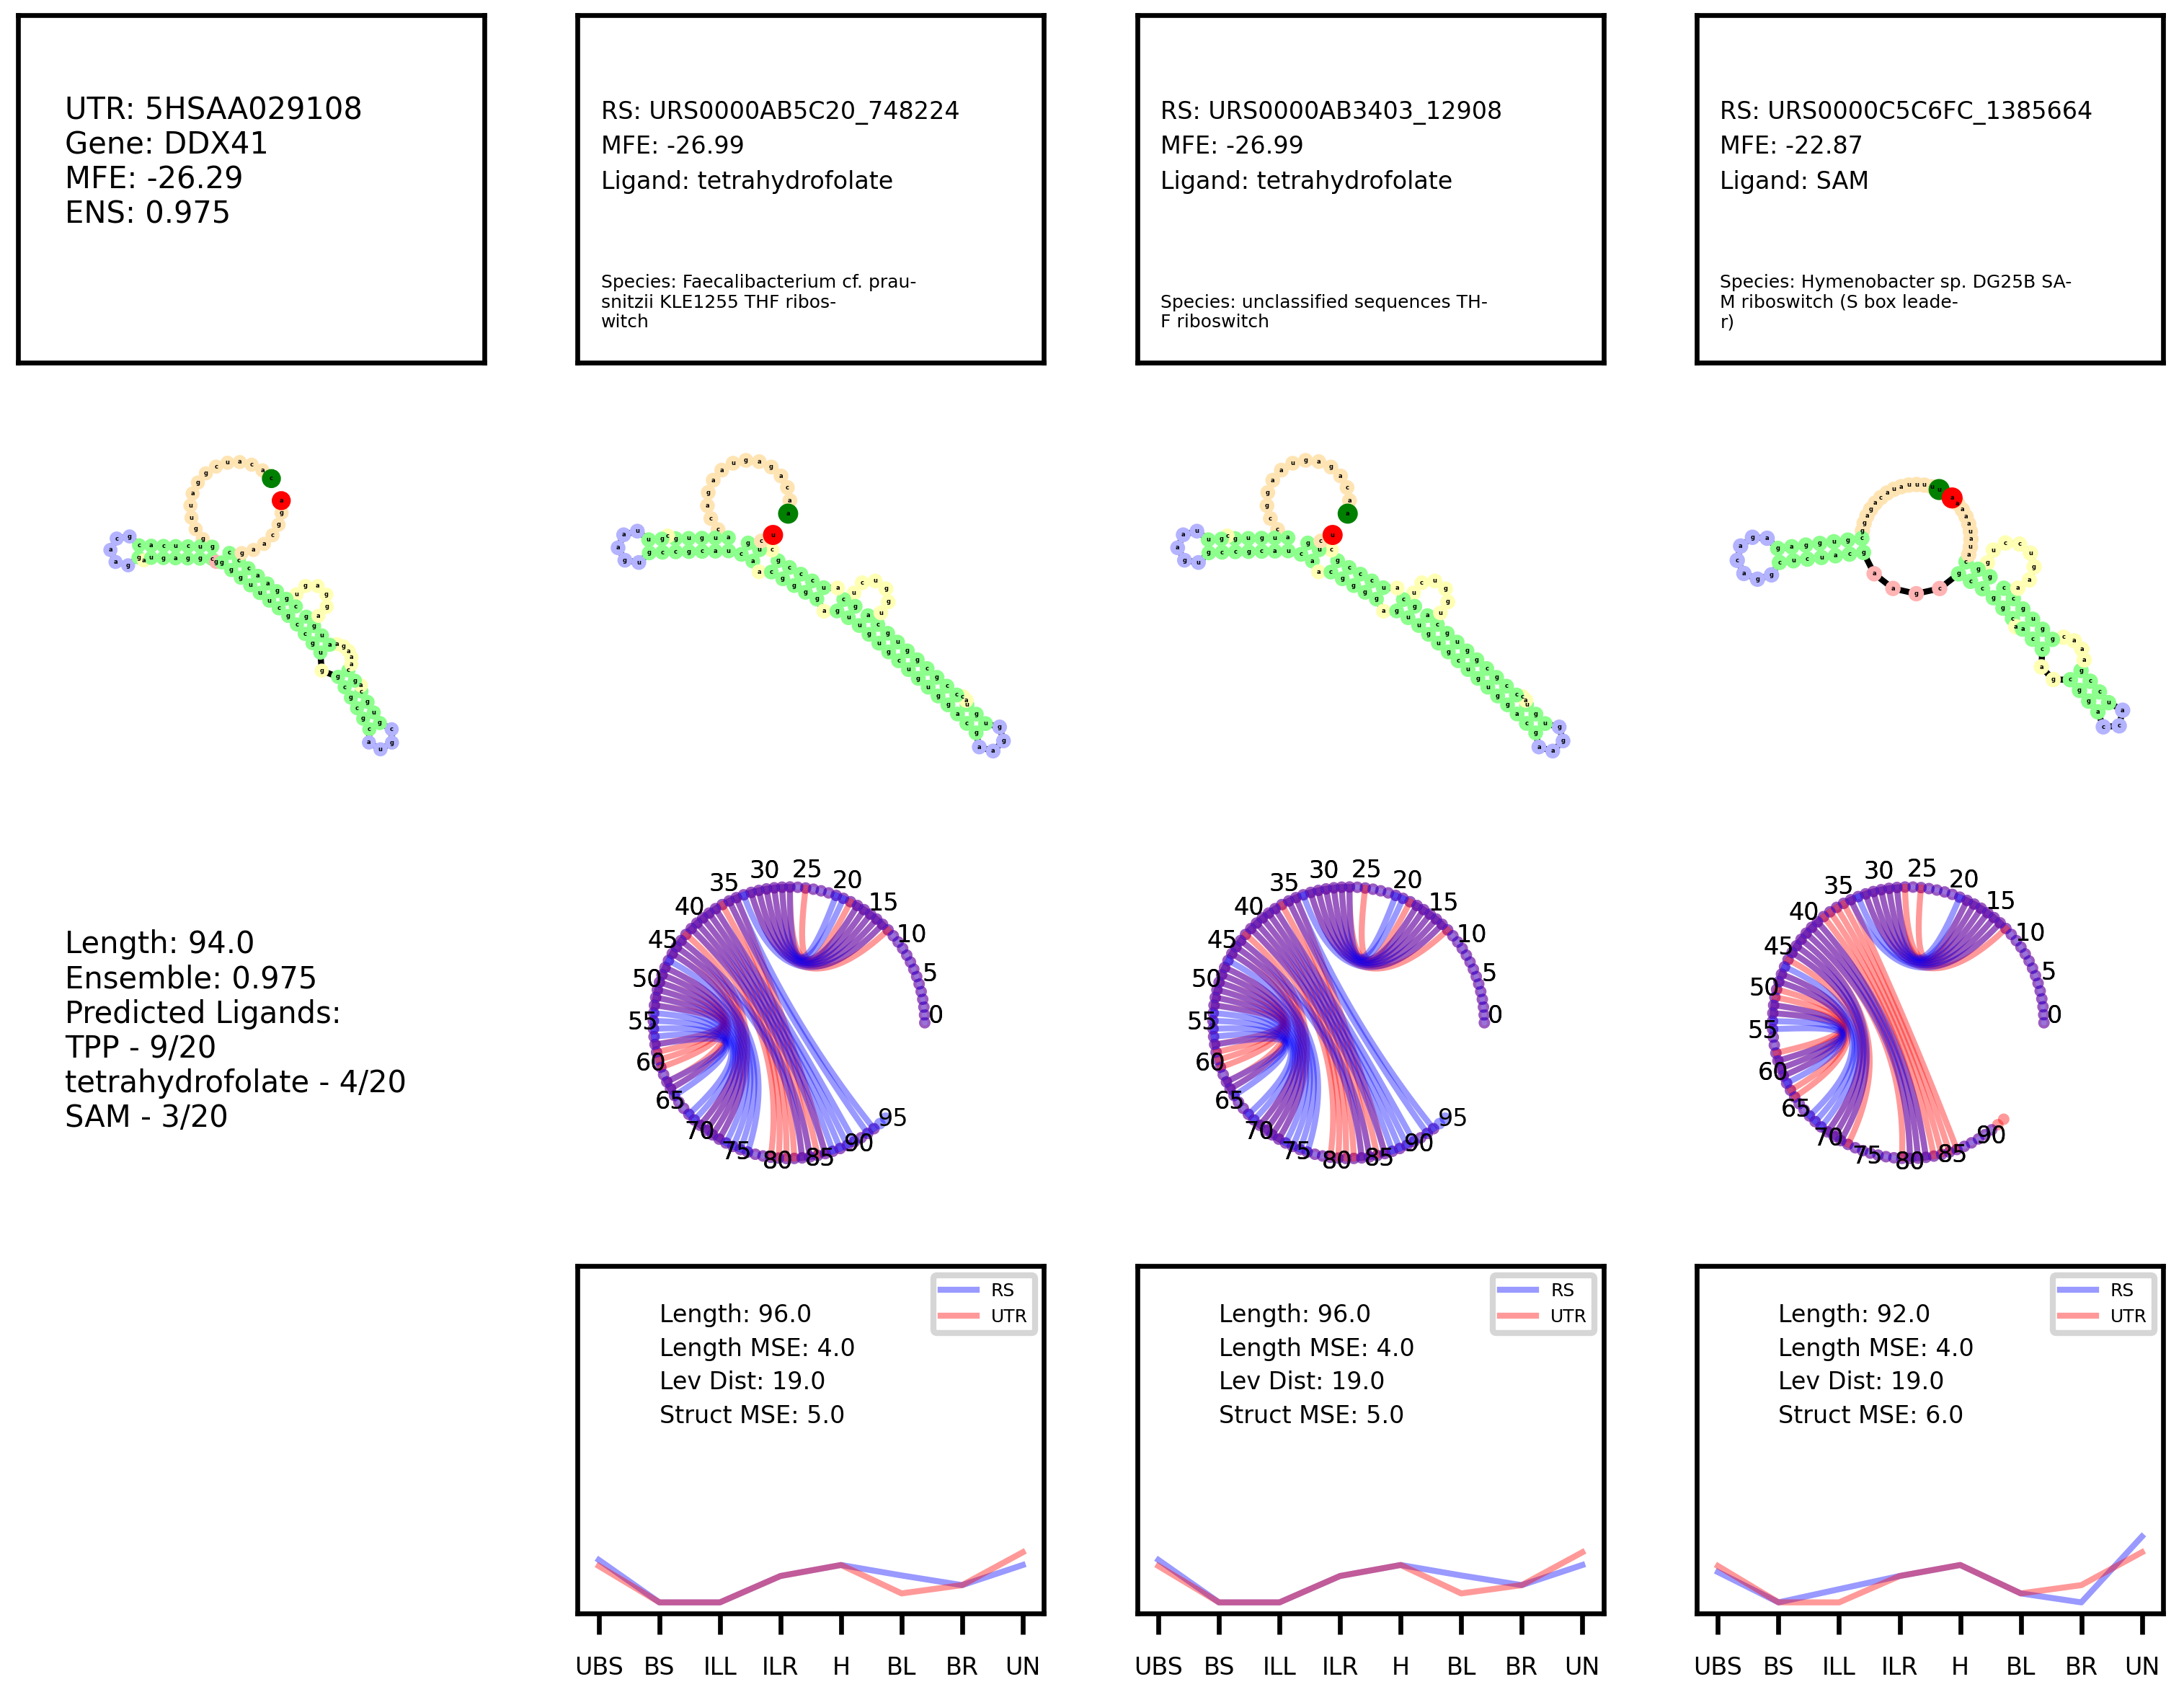 UTR: 5HSAA029108
Gene: DDX41
MFE: -26.29
ENS: 0.975
RS: URS0000AB5C20_748224
MFE: -26.99
Ligand: tetrahydrofolate
Species: Faecalibacterium cf. prau-
snitzii KLE1255 THF ribos-
witch
RS: URS0000AB3403_12908
MFE: -26.99
Ligand: tetrahydrofolate
Species: unclassified sequences TH-
F riboswitch
RS: URS0000C5C6FC_1385664
MFE: -22.87
Ligand: SAM
Species: Hymenobacter sp. DG25B SA-
M riboswitch (S box leade-
r)
Length: 94.0
Ensemble: 0.975
Predicted Ligands:
TPP - 9/20
tetrahydrofolate - 4/20
SAM - 3/20
0
5
10
15
20
25
30
35
40
45
50
55
60
65
70
75
80
85
90
95
0
5
10
15
20
25
30
35
40
45
50
55
60
65
70
75
80
85
90
95
0
5
10
15
20
25
30
35
40
45
50
55
60
65
70
75
80
85
90
RS
UTR
Length: 96.0
Length MSE: 4.0
Lev Dist: 19.0
Struct MSE: 5.0
UBS BS ILL ILR H BL BR UN
RS
UTR
Length: 96.0
Length MSE: 4.0
Lev Dist: 19.0
Struct MSE: 5.0
UBS BS ILL ILR H BL BR UN
RS
UTR
Length: 92.0
Length MSE: 4.0
Lev Dist: 19.0
Struct MSE: 6.0
UBS BS ILL ILR H BL BR UN